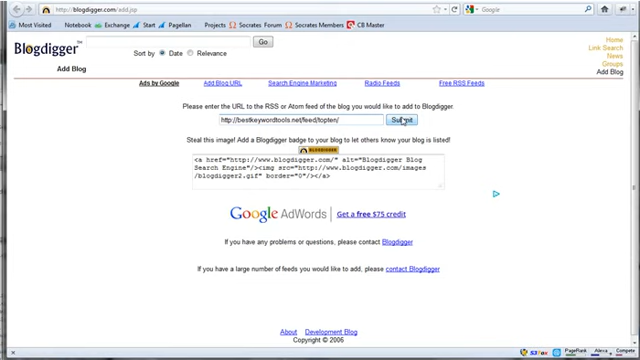 http://blogdigger.com/add.jsp
Google
Most Visited Notebook Exchange Start Pagellan Projects Socrates Forum Socrates Members CB Master
Blogdigger™
Go
Sort by Date Relevance
Home
Link Search
News
Groups
Add Blog
Add Blog
Ads by Google Add Blog URL Search Engine Marketing Radio Feeds Free RSS Feeds
Please enter the URL to the RSS or Atom feed of the blog you would like to add to Blogdigger.
http://bestkeywordtools.net/feed/topten/ Submit
Steal this image! Add a Blogdigger badge to your blog to let others know your blog is listed!
BLOGDIGGER
<a href="http://www.blogdigger.com/" alt="Blogdigger Blog
Search Engine"/><img src="http://www.blogdigger.com/images
/blogdigger2.gif" border="0"/></a>
Google AdWords Get a free $75 credit
If you have any problems or questions, please contact Blogdigger
If you have a large number of feeds you would like to add, please contact Blogdigger
About Development Blog
Copyright © 2006
PageRank Alexa Compete